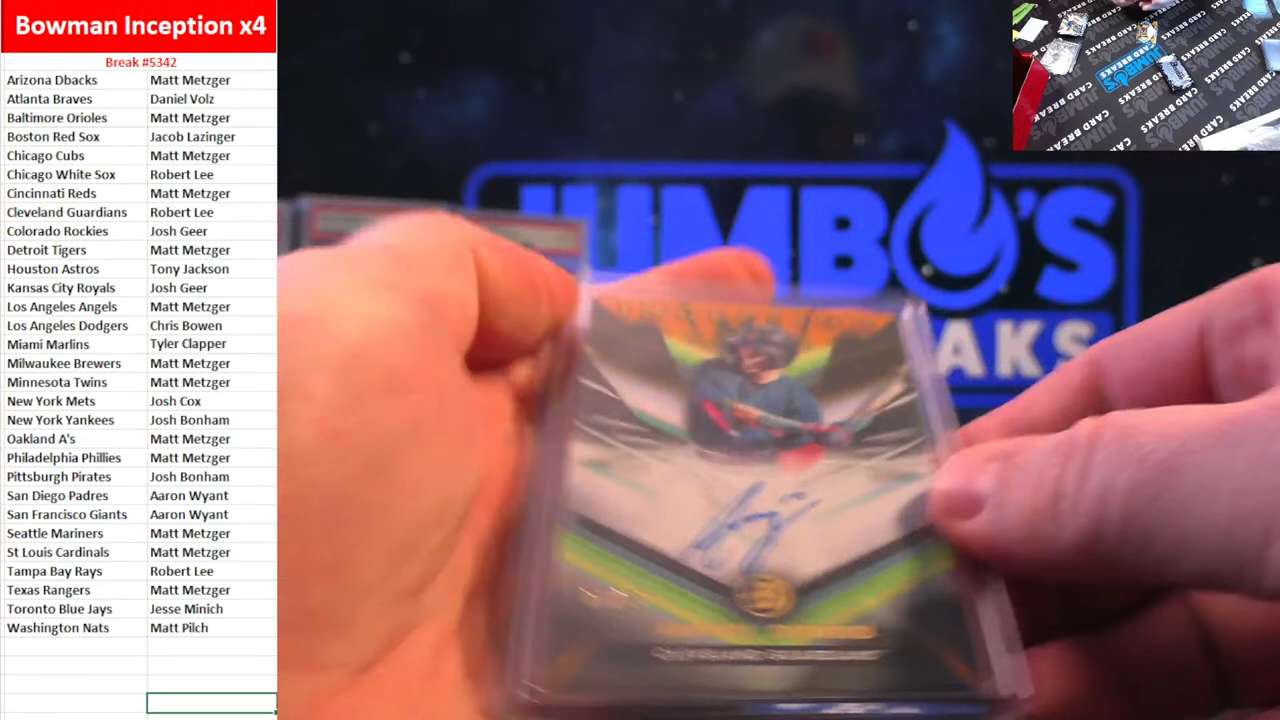 Bowman Inception x4
Break #5342
Arizona Dbacks Matt Metzger
Atlanta Braves Daniel Volz
Baltimore Orioles Matt Metzger
Boston Red Sox Jacob Lazinger
Chicago Cubs Matt Metzger
Chicago White Sox Robert Lee
Cincinnati Reds Matt Metzger
Cleveland Guardians Robert Lee
Colorado Rockies Josh Geer
Detroit Tigers Matt Metzger
Houston Astros Tony Jackson
Kansas City Royals Josh Geer
Los Angeles Angels Matt Metzger
Los Angeles Dodgers Chris Bowen
Miami Marlins Tyler Clapper
Milwaukee Brewers Matt Metzger
Minnesota Twins Matt Metzger
New York Mets Josh Cox
New York Yankees Josh Bonham
Oakland A's Matt Metzger
Philadelphia Phillies Matt Metzger
Pittsburgh Pirates Josh Bonham
San Diego Padres Aaron Wyant
San Francisco Giants Aaron Wyant
Seattle Mariners Matt Metzger
St Louis Cardinals Matt Metzger
Tampa Bay Rays Robert Lee
Texas Rangers Matt Metzger
Toronto Blue Jays Jesse Minich
Washington Nats Matt Pilch
JUMBO'S
EAKS
JUMBO'S
CARD BREAKS